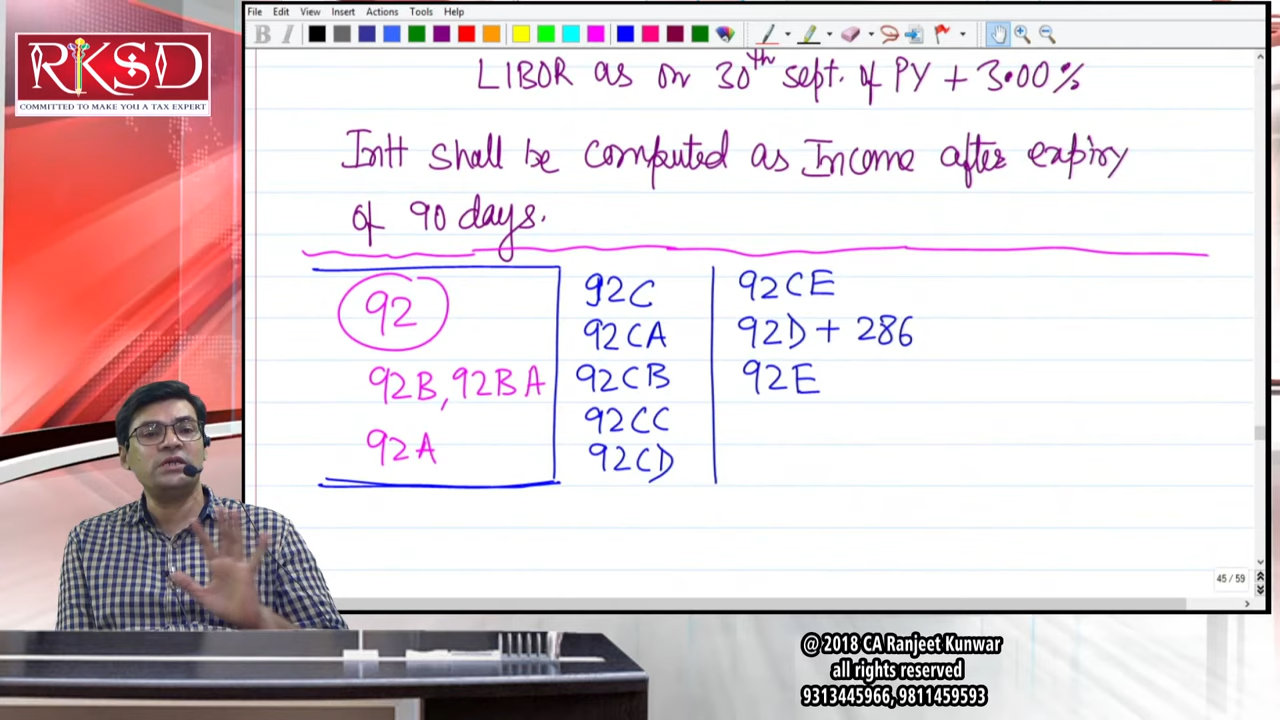 File Edit View Insert Actions Tools Help
B I
RKSD
COMMITTED TO MAKE YOU A TAX EXPERT
LIBOR as on 30th Sept. of PY + 3.00%
Intt shall be computed as Income after expiry
of 90 days.
92
92B, 92BA
92A
92C
92CA
92CB
92CC
92CD
92CE
92D + 286
92E
45 / 59
@ 2018 CA Ranjeet Kunwar
all rights reserved
9313445966, 9811459593